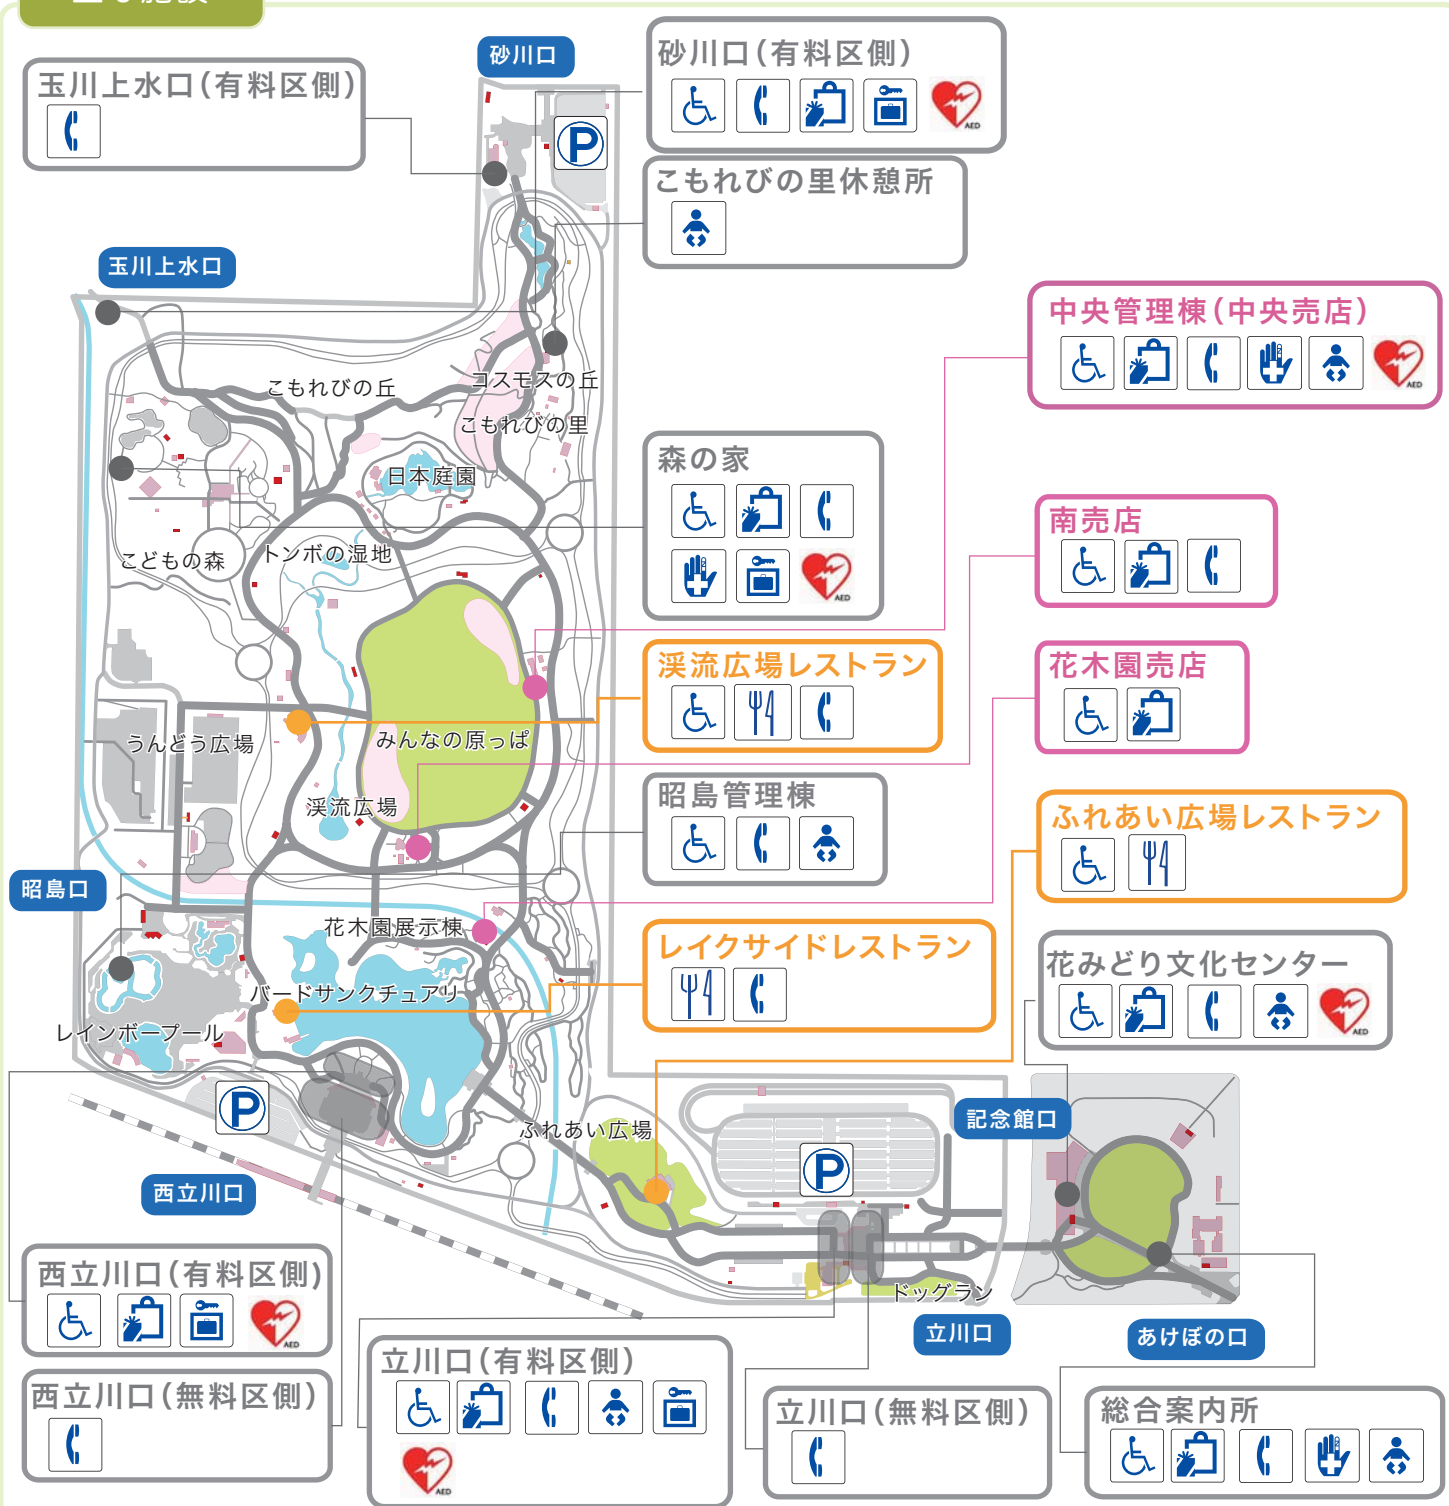 砂川口
玉川上水口(有料区側)
砂川口(有料区側)
AED
P
こもれびの里休憩所
玉川上水口
中央管理棟(中央売店)
AED
コスモスの丘
こもれびの丘
こもれびの里
森の家
AED
日本庭園
南売店
トンボの湿地
こどもの森
渓流広場レストラン
花木園売店
うんどう広場
みんなの原っぱ
昭島管理棟
渓流広場
ふれあい広場レストラン
昭島口
花木園展示棟
レイクサイドレストラン
花みどり文化センター
AED
バードサンクチュアリ
レインボープール
P
記念館口
ふれあい広場
P
西立川口
西立川口(有料区側)
AED
ドッグラン
立川口
あけぼの口
西立川口(無料区側)
立川口(有料区側)
AED
立川口(無料区側)
総合案内所